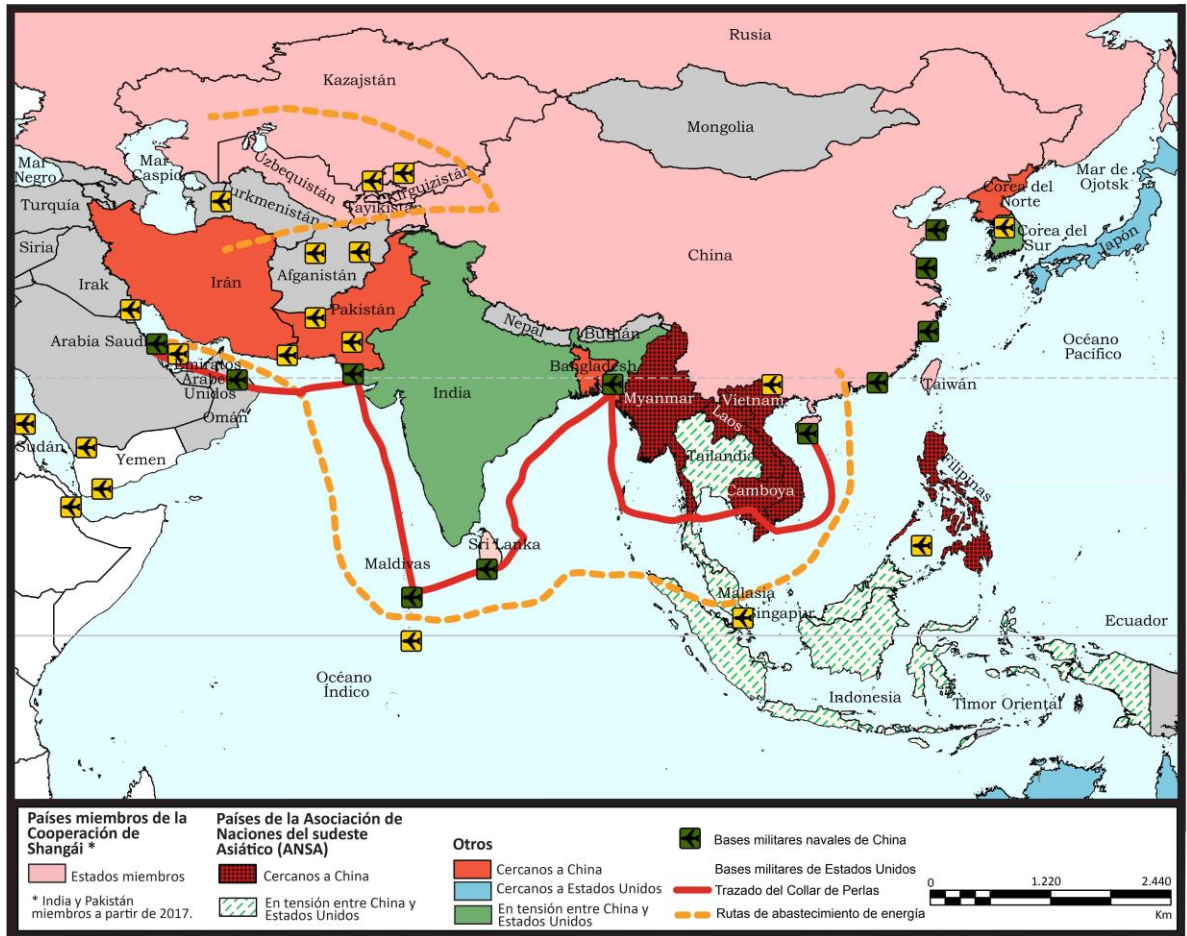 Rusia
Kazajstán
Mongolia
Mar
Negro
Mar
Caspio
Uzbequistán
Kirguizistán
Turkmenistán
Tayikistán
Turquía
Siria
Irak
Irán
Afganistán
Pakistán
China
Corea del
Norte
Corea del
Sur
Mar de
Ojotsk
Japón
Nepal
Buthán
Arabia Saudi
Emiratos
Arabes
Unidos
Omán
Bangladesh
India
Myanmar
Vietnam
Laos
Taiwán
Océano
Pacífico
Sudán
Yemen
Tailandia
Camboya
Filipinas
Maldivas
Sri Lanka
Malasia
Singapur
Ecuador
Océano
Índico
Indonesia
Timor Oriental
Países miembros de la
Cooperación de
Shangái *
Estados miembros
* India y Pakistán
miembros a partir de 2017.
Países de la Asociación de
Naciones del sudeste
Asiático (ANSA)
Cercanos a China
En tensión entre China y
Estados Unidos
Otros
Cercanos a China
Cercanos a Estados Unidos
En tensión entre China y
Estados Unidos
Bases militares navales de China
Bases militares de Estados Unidos
Trazado del Collar de Perlas
Rutas de abastecimiento de energía
0 1.220 2.440
Km